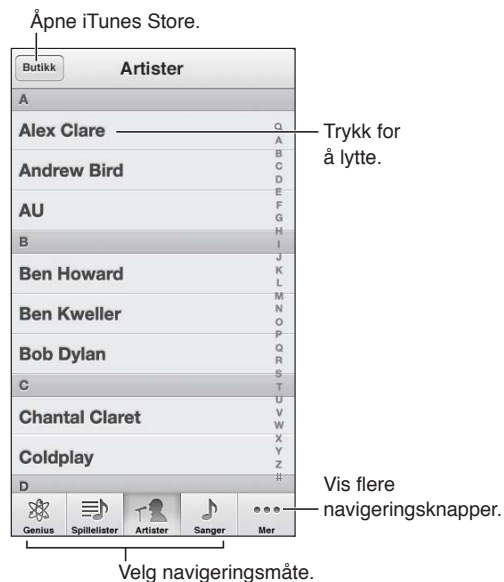 Åpne iTunes Store.
Butikk
Artister
A
Alex Clare
Trykk for
å lytte.
Andrew Bird
AU
B
Ben Howard
Ben Kweller
Bob Dylan
C
Chantal Claret
Coldplay
D
A
B
C
D
E
F
G
H
I
J
K
L
M
N
O
P
Q
R
S
T
U
V
W
X
Y
Z
#
Vis flere
navigeringsknapper.
Genius
Spillelister
Artister
Sanger
Mer
Velg navigeringsmåte.